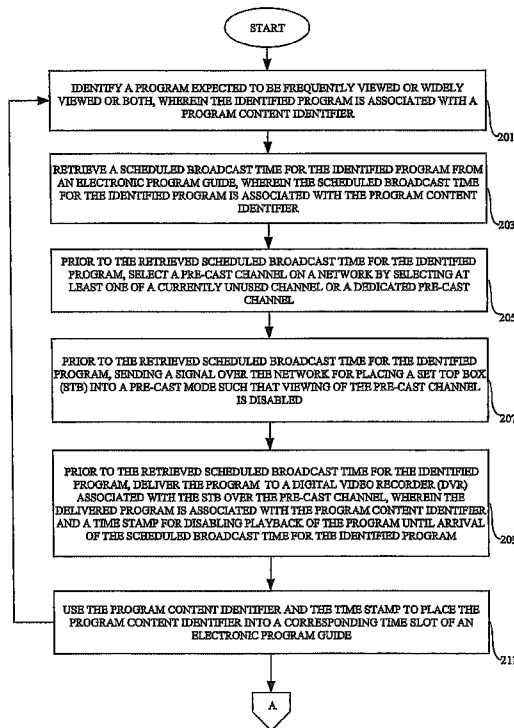 START
IDENTIFY A PROGRAM EXPECTED TO BE FREQUENTLY VIEWED OR WIDELY
VIEWED OR BOTH, WHEREIN THE IDENTIFIED PROGRAM IS ASSOCIATED WITH A
PROGRAM CONTENT IDENTIFIER
201
RETRIEVE A SCHEDULED BROADCAST TIME FOR THE IDENTIFIED PROGRAM FROM
AN ELECTRONIC PROGRAM GUIDE, WHEREIN THE SCHEDULED BROADCAST TIME
FOR THE IDENTIFIED PROGRAM IS ASSOCIATED WITH THE PROGRAM CONTENT
IDENTIFIER
203
PRIOR TO THE RETRIEVED SCHEDULED BROADCAST TIME FOR THE IDENTIFIED
PROGRAM, SELECT A PRE-CAST CHANNEL ON A NETWORK BY SELECTING AT
LEAST ONE OF A CURRENTLY UNUSED CHANNEL OR A DEDICATED PRE-CAST
CHANNEL
205
PRIOR TO THE RETRIEVED SCHEDULED BROADCAST TIME FOR THE IDENTIFIED
PROGRAM, SENDING A SIGNAL OVER THE NETWORK FOR PLACING A SET TOP BOX
(STB) INTO A PRE-CAST MODE SUCH THAT VIEWING OF THE PRE-CAST CHANNEL
IS DISABLED
207
PRIOR TO THE RETRIEVED SCHEDULED BROADCAST TIME FOR THE IDENTIFIED
PROGRAM, DELIVER THE PROGRAM TO A DIGITAL VIDEO RECORDER (DVR)
ASSOCIATED WITH THE STB OVER THE PRE-CAST CHANNEL, WHEREIN THE
DELIVERED PROGRAM IS ASSOCIATED WITH THE PROGRAM CONTENT IDENTIFIER
AND A TIME STAMP FOR DISABLING PLAYBACK OF THE PROGRAM UNTIL ARRIVAL
OF THE SCHEDULED BROADCAST TIME FOR THE IDENTIFIED PROGRAM
209
USE THE PROGRAM CONTENT IDENTIFIER AND THE TIME STAMP TO PLACE THE
PROGRAM CONTENT IDENTIFIER INTO A CORRESPONDING TIME SLOT OF AN
ELECTRONIC PROGRAM GUIDE
211
A